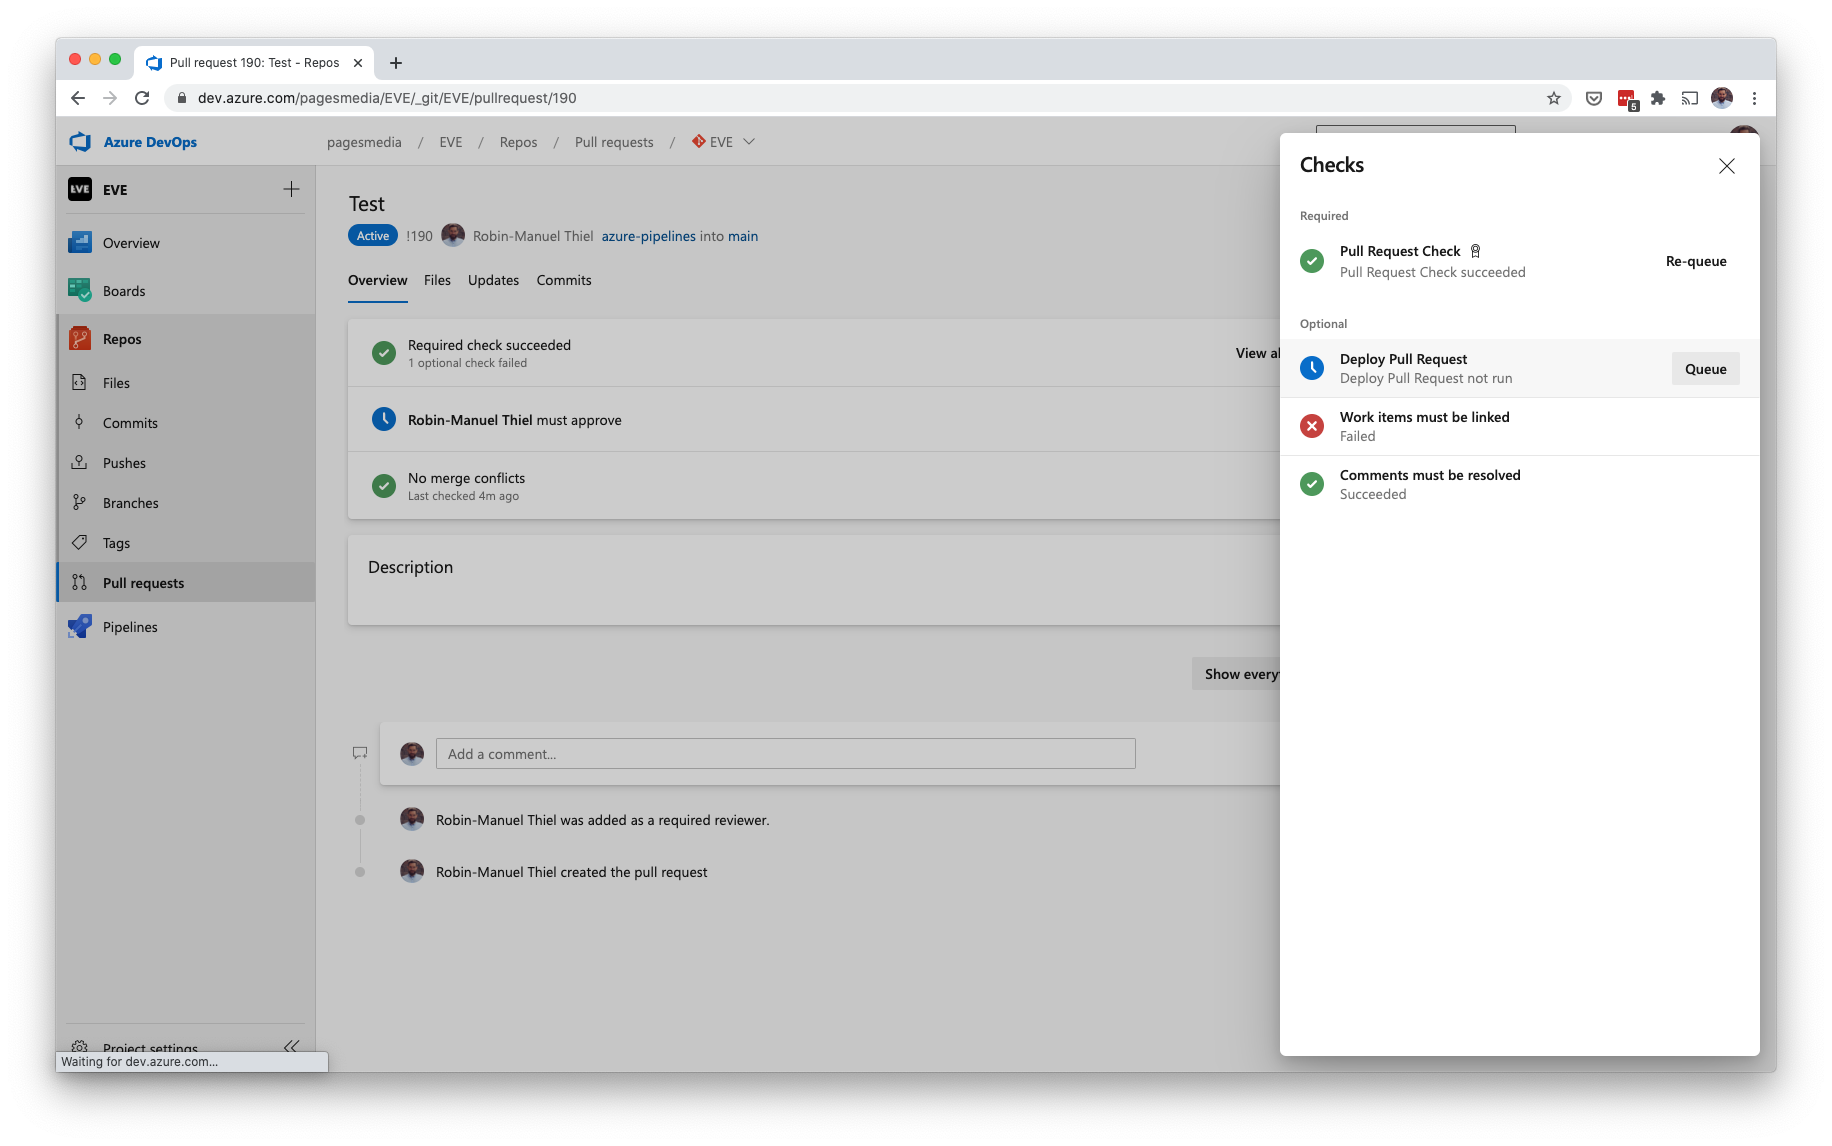 Pull request 190: Test - Repos
dev.azure.com/pagesmedia/EVE/_git/EVE/pullrequest/190
5
Azure DevOps
pagesmedia / EVE / Repos / Pull requests / EVE
EVE EVE
Overview
Boards
Repos
Files
Commits
Pushes
Branches
Tags
Pull requests
Pipelines
Project settings
Waiting for dev.azure.com...
Test
Active !190 Robin-Manuel Thiel azure-pipelines into main
Overview Files Updates Commits
Required check succeeded
1 optional check failed
View al
Robin-Manuel Thiel must approve
No merge conflicts
Last checked 4m ago
Description
Show every
Add a comment...
Robin-Manuel Thiel was added as a required reviewer.
Robin-Manuel Thiel created the pull request
Checks
Required
Pull Request Check
Pull Request Check succeeded
Re-queue
Optional
Deploy Pull Request
Deploy Pull Request not run
Queue
Work items must be linked
Failed
Comments must be resolved
Succeeded